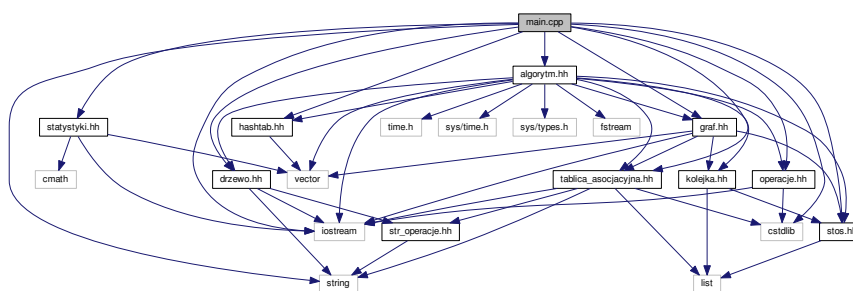 main.cpp
algorytm.hh
statystyki.hh
hashtab.hh
time.h
sys/time.h
sys/types.h
fstream
graf.hh
cmath
drzewo.hh
vector
tablica_asocjacyjna.hh
kolejka.hh
operacje.hh
iostream
str_operacje.hh
cstdlib
stos.hh
string
list